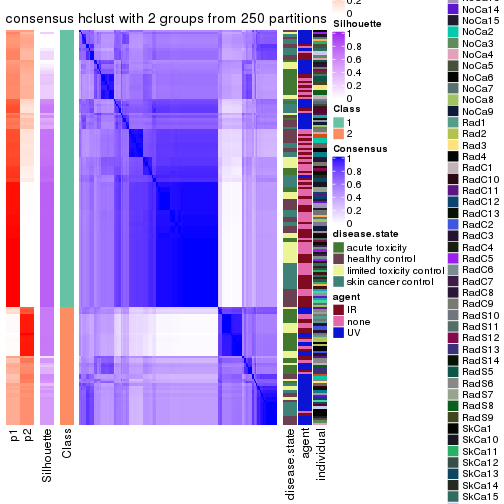 consensus hclust with 2 groups from 250 partitions
p1
p2
Silhouette
Class
disease.state
agent
individual
0.2
0
Silhouette
1
0.8
0.6
0.4
0.2
0
Class
1
2
Consensus
1
0.8
0.6
0.4
0.2
0
disease.state
acute toxicity
healthy control
limited toxicity control
skin cancer control
agent
IR
none
UV
NoCa14
NoCa15
NoCa2
NoCa3
NoCa4
NoCa5
NoCa6
NoCa7
NoCa8
NoCa9
Rad1
Rad2
Rad3
Rad4
RadC1
RadC10
RadC11
RadC12
RadC13
RadC2
RadC3
RadC4
RadC5
RadC6
RadC7
RadC8
RadC9
RadS10
RadS11
RadS12
RadS13
RadS14
RadS5
RadS6
RadS7
RadS8
RadS9
SkCa1
SkCa10
SkCa11
SkCa12
SkCa13
SkCa14
SkCa15